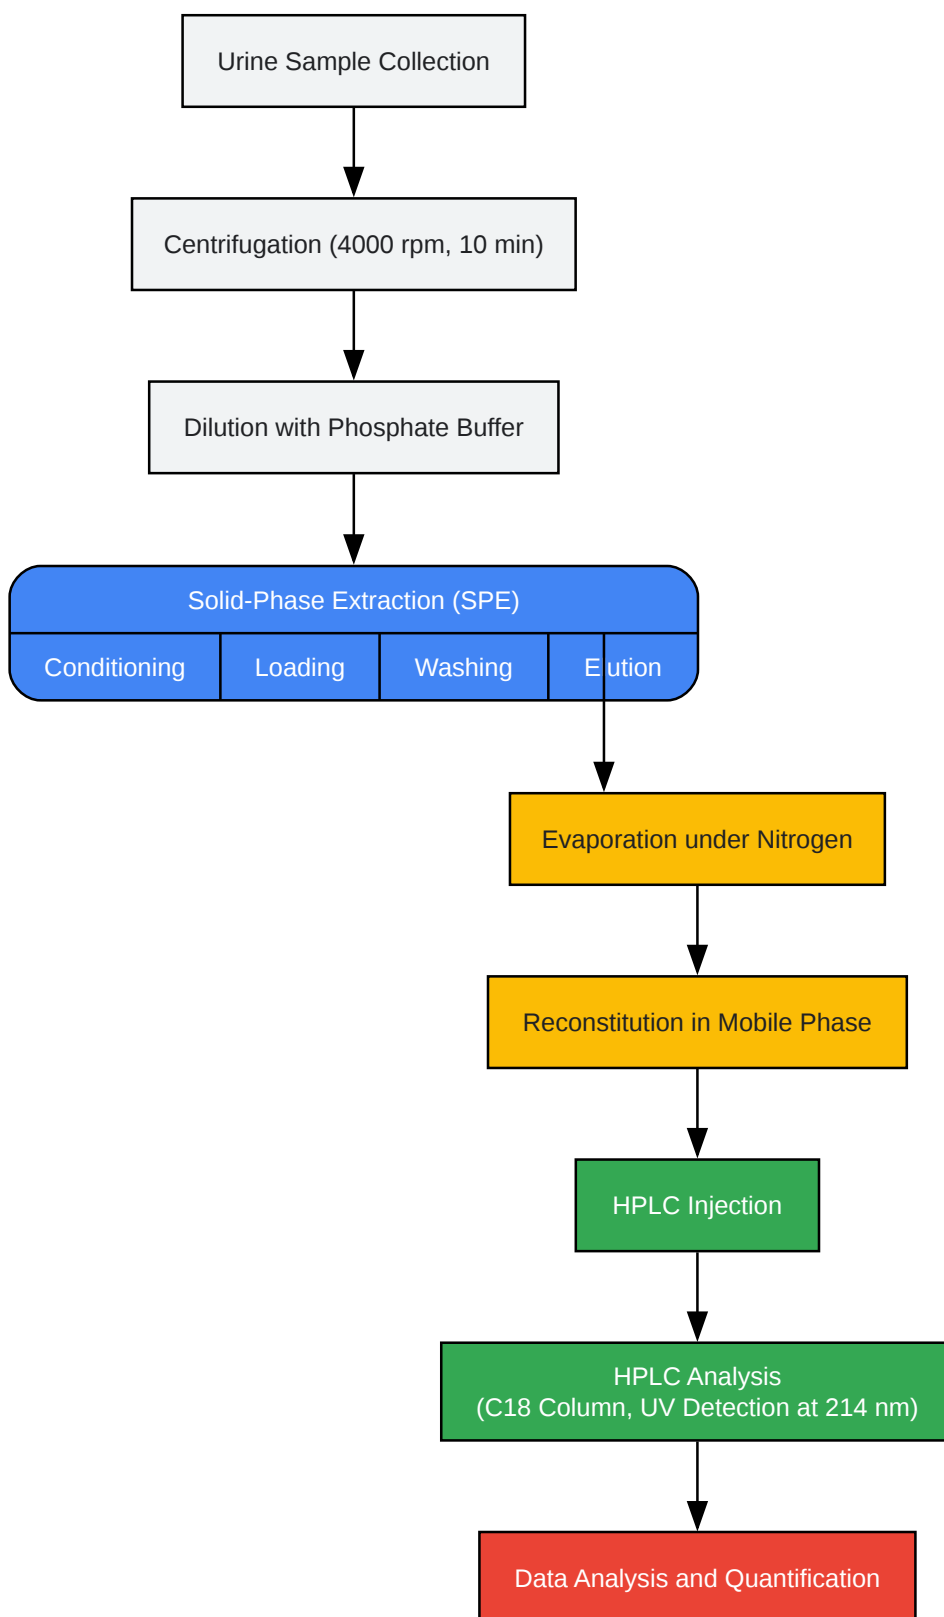 Urine Sample Collection
Centrifugation (4000 rpm, 10 min)
Dilution with Phosphate Buffer
Solid-Phase Extraction (SPE)
Conditioning
Loading
Washing
Elution
Evaporation under Nitrogen
Reconstitution in Mobile Phase
HPLC Injection
HPLC Analysis
(C18 Column, UV Detection at 214 nm)
Data Analysis and Quantification